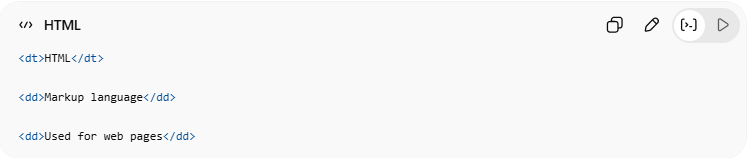 HTML
<dt>HTML</dt>
<dd>Markup language</dd>
<dd>Used for web pages</dd>